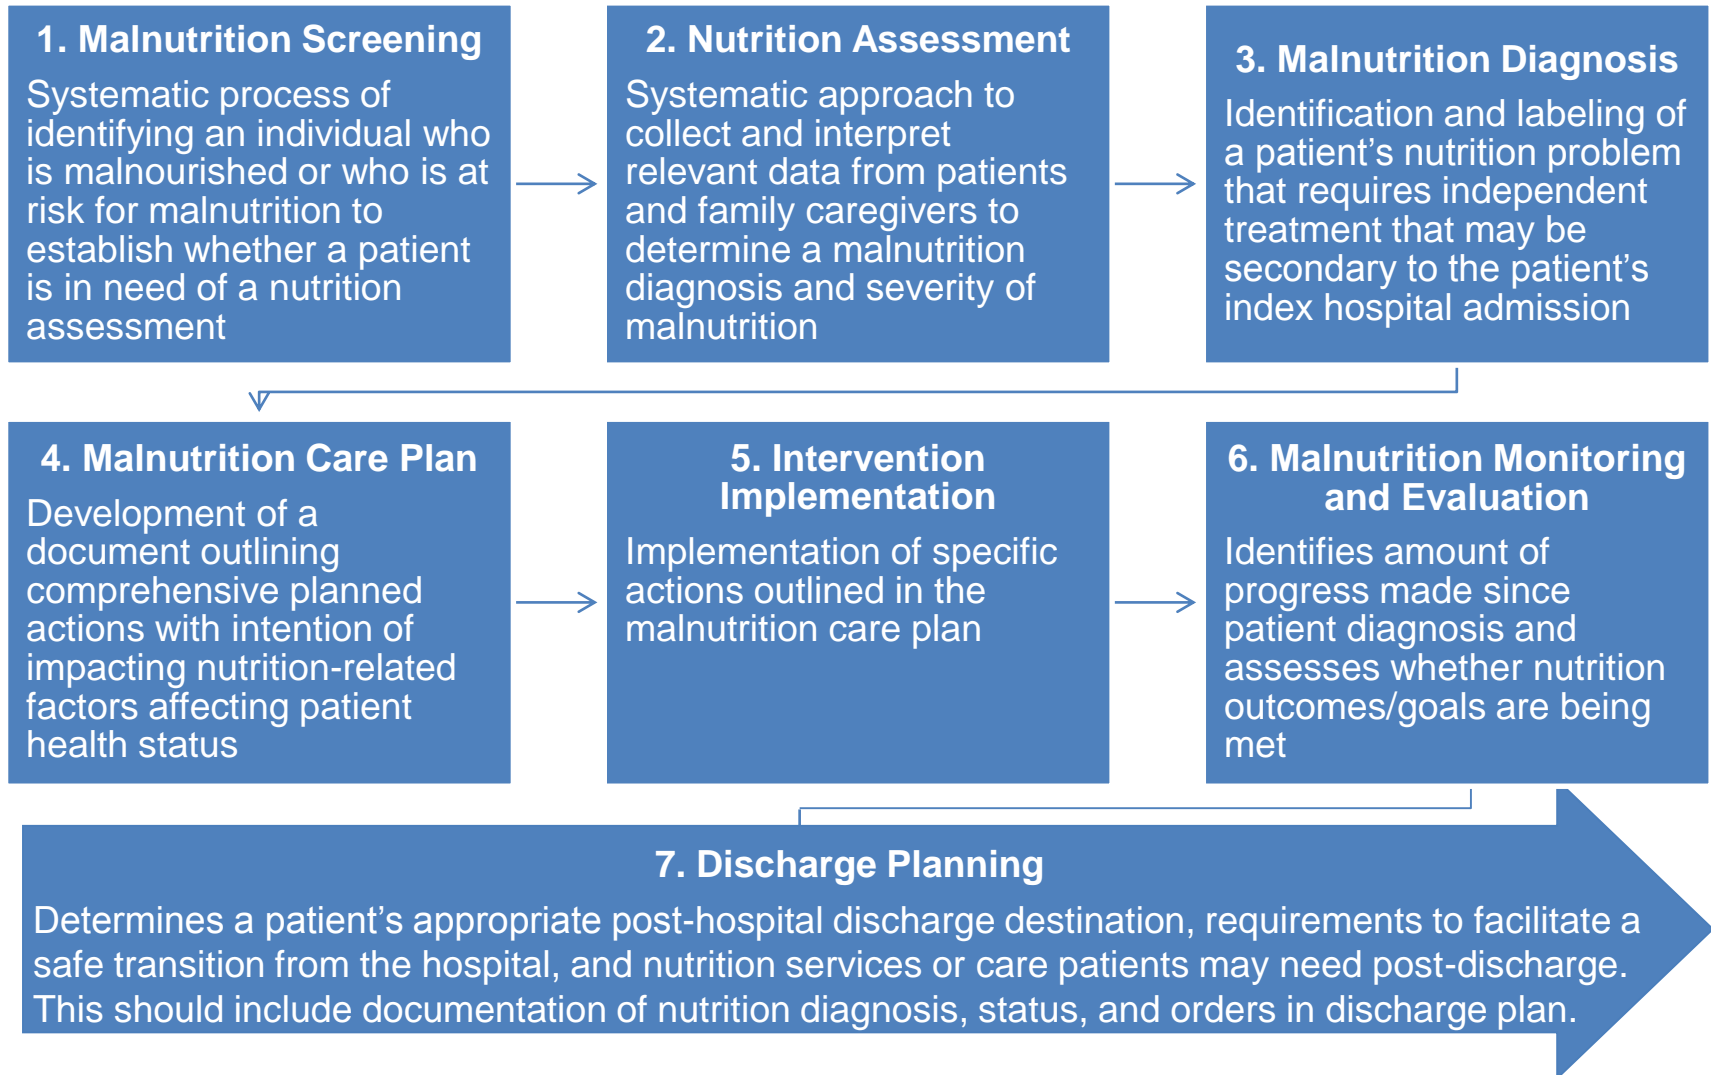 1. Malnutrition Screening
Systematic process of
identifying an individual who
is malnourished or who is at
risk for malnutrition to
establish whether a patient
is in need of a nutrition
assessment
2. Nutrition Assessment
Systematic approach to
collect and interpret
relevant data from patients
and family caregivers to
determine a malnutrition
diagnosis and severity of
malnutrition
3. Malnutrition Diagnosis
Identification and labeling of
a patient’s nutrition problem
that requires independent
treatment that may be
secondary to the patient’s
index hospital admission
4. Malnutrition Care Plan
Development of a
document outlining
comprehensive planned
actions with intention of
impacting nutrition-related
factors affecting patient
health status
5. Intervention
Implementation
Implementation of specific
actions outlined in the
malnutrition care plan
6. Malnutrition Monitoring
and Evaluation
Identifies amount of
progress made since
patient diagnosis and
assesses whether nutrition
outcomes/goals are being
met
7. Discharge Planning
Determines a patient’s appropriate post-hospital discharge destination, requirements to facilitate a
safe transition from the hospital, and nutrition services or care patients may need post-discharge.
This should include documentation of nutrition diagnosis, status, and orders in discharge plan.